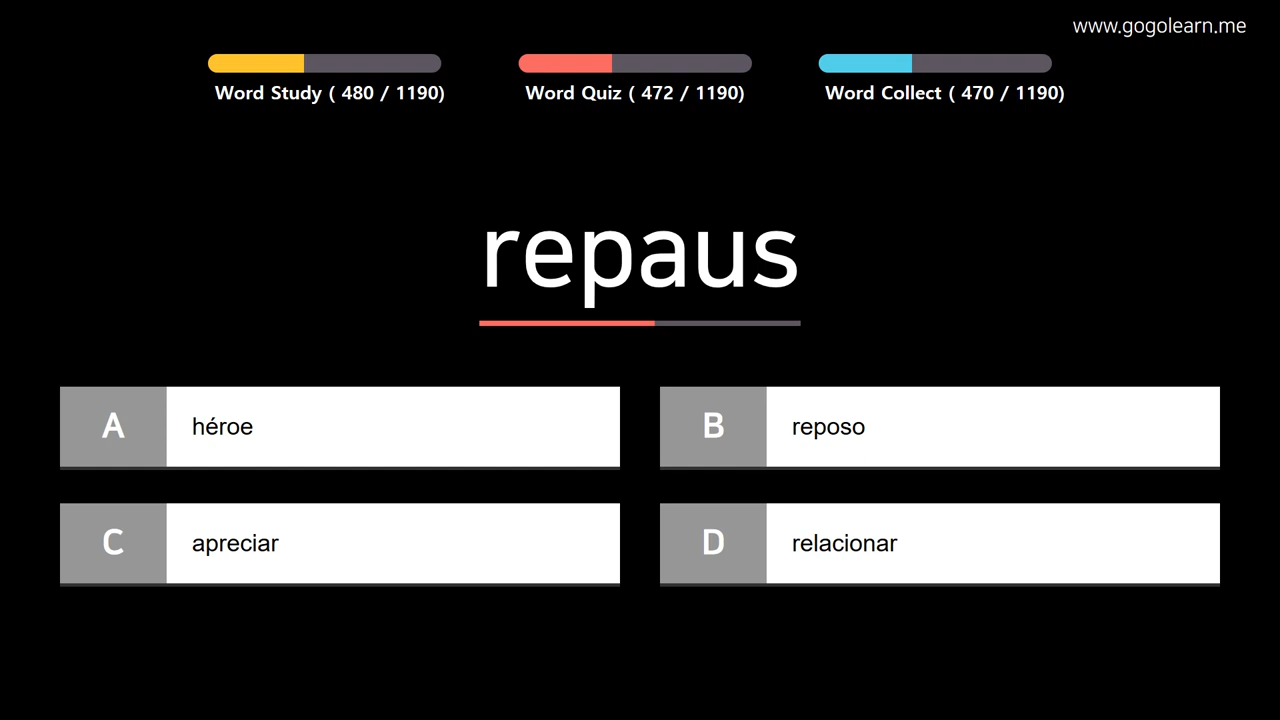 www.gogolearn.me
Word Study ( 480 / 1190)
Word Quiz ( 472 / 1190)
Word Collect ( 470 / 1190)
repaus
A héroe
B reposo
C apreciar
D relacionar